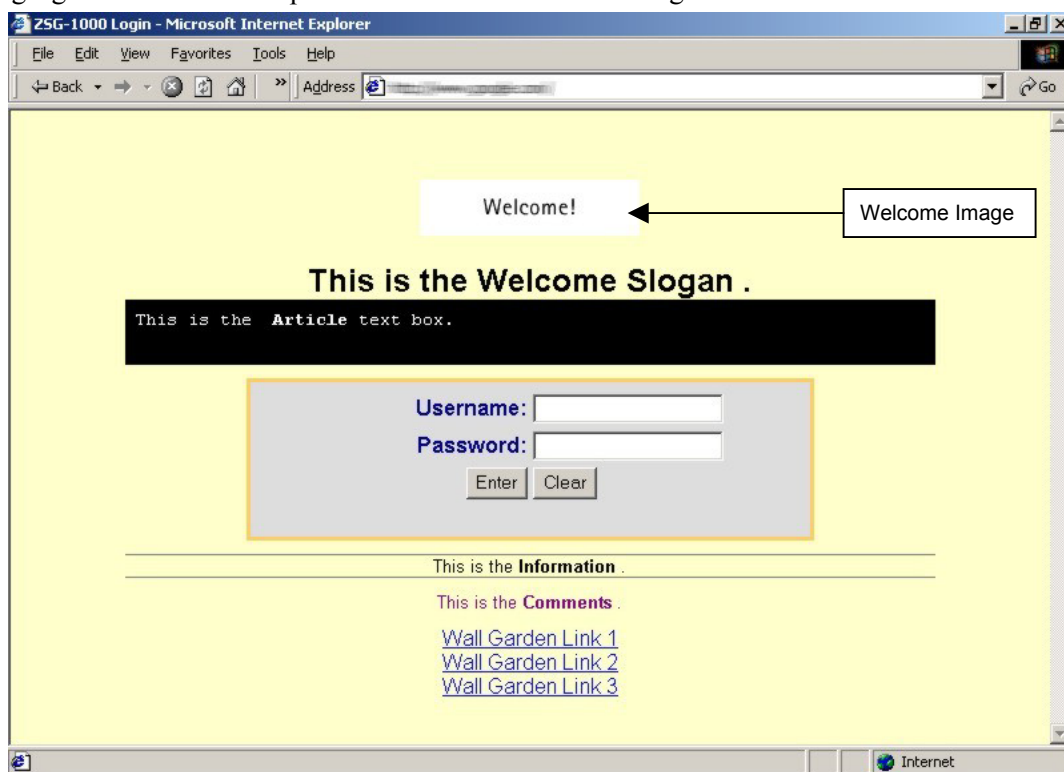 ZSG-1000 Login - Microsoft Internet Explorer
File Edit View Favorites Tools Help
Back » Address Go
Welcome!
Welcome Image
This is the Welcome Slogan .
This is the Article text box.
Username:
Password:
Enter Clear
This is the Information .
This is the Comments .
Wall Garden Link 1
Wall Garden Link 2
Wall Garden Link 3
Internet